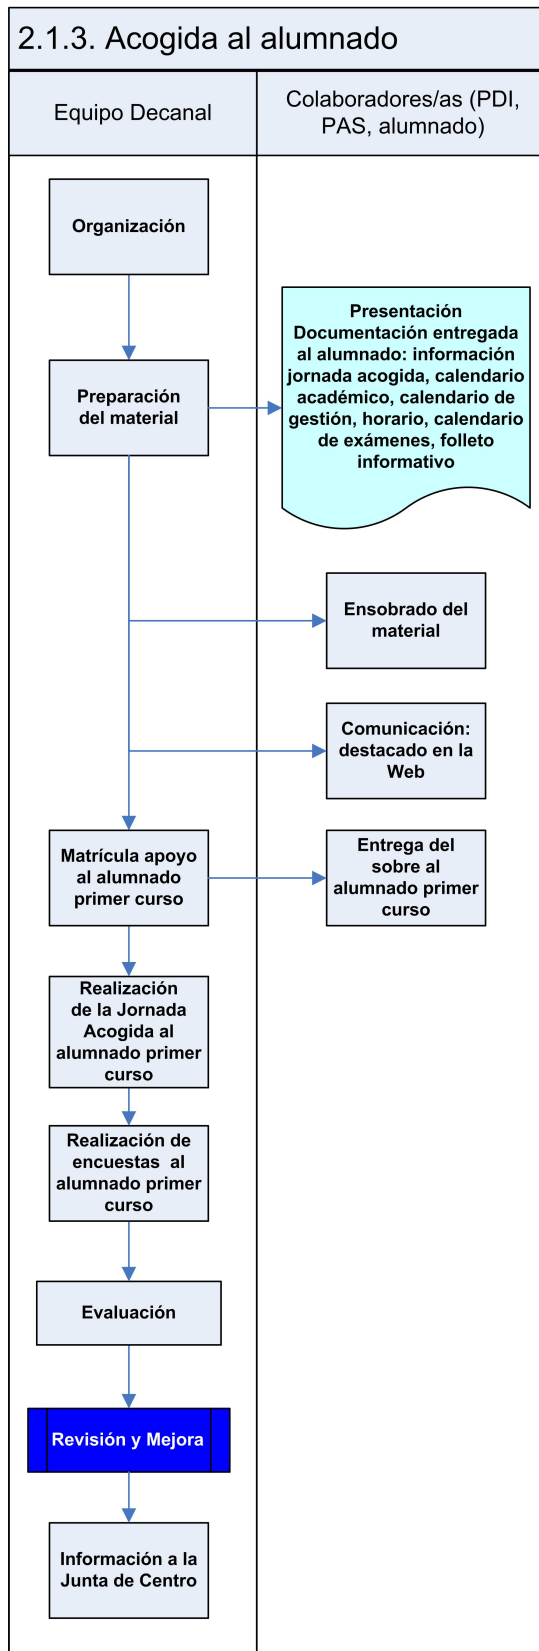 2.1.3. Acogida al alumnado
Equipo Decanal
Colaboradores/as (PDI,
PAS, alumnado)
Organización
Presentación
Documentación entregada
al alumnado: información
jornada acogida, calendario
académico, calendario de
gestión, horario, calendario
de exámenes, folleto
informativo
Preparación
del material
Ensobrado del
material
Comunicación:
destacado en la
Web
Matrícula apoyo
al alumnado
primer curso
Entrega del
sobre al
alumnado primer
curso
Realización
de la Jornada
Acogida al
alumnado primer
curso
Realización de
encuestas al
alumnado primer
curso
Evaluación
Revisión y Mejora
Información a la
Junta de Centro